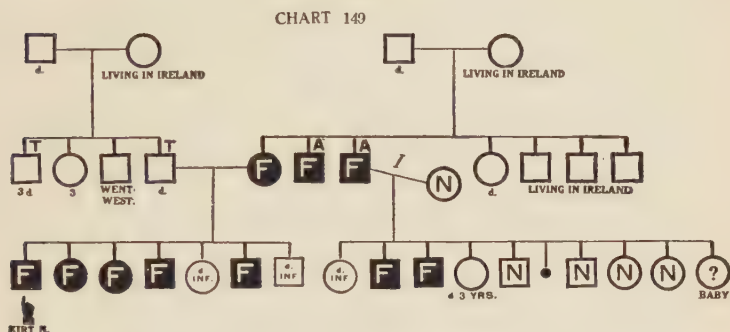 CHART 149
d. LIVING IN IRELAND d. LIVING IN IRELAND
T T A A
F F F I N
3 d. 3 WENT WEST. d. d. LIVING IN IRELAND
F F F F d. INF. F d. INF. d. INF. F F N N N N ?
d 3 YRS. BABY
KIRT N.